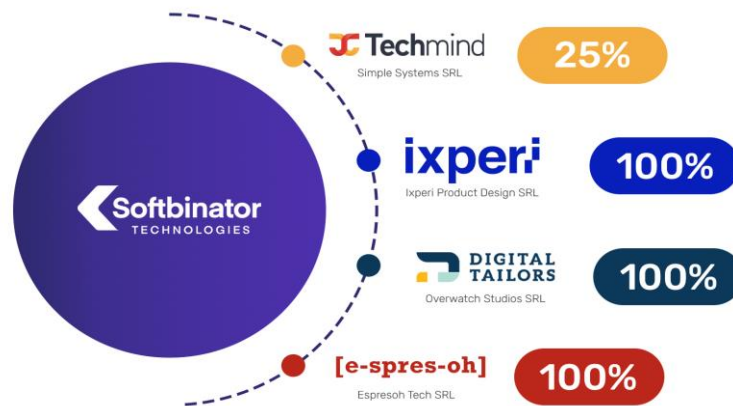 Techmind
Simple Systems SRL
25%
ixperi
Ixperi Product Design SRL
100%
Softbinator
TECHNOLOGIES
DIGITAL
TAILORS
Overwatch Studios SRL
100%
[e-spres-oh]
Espresoh Tech SRL
100%